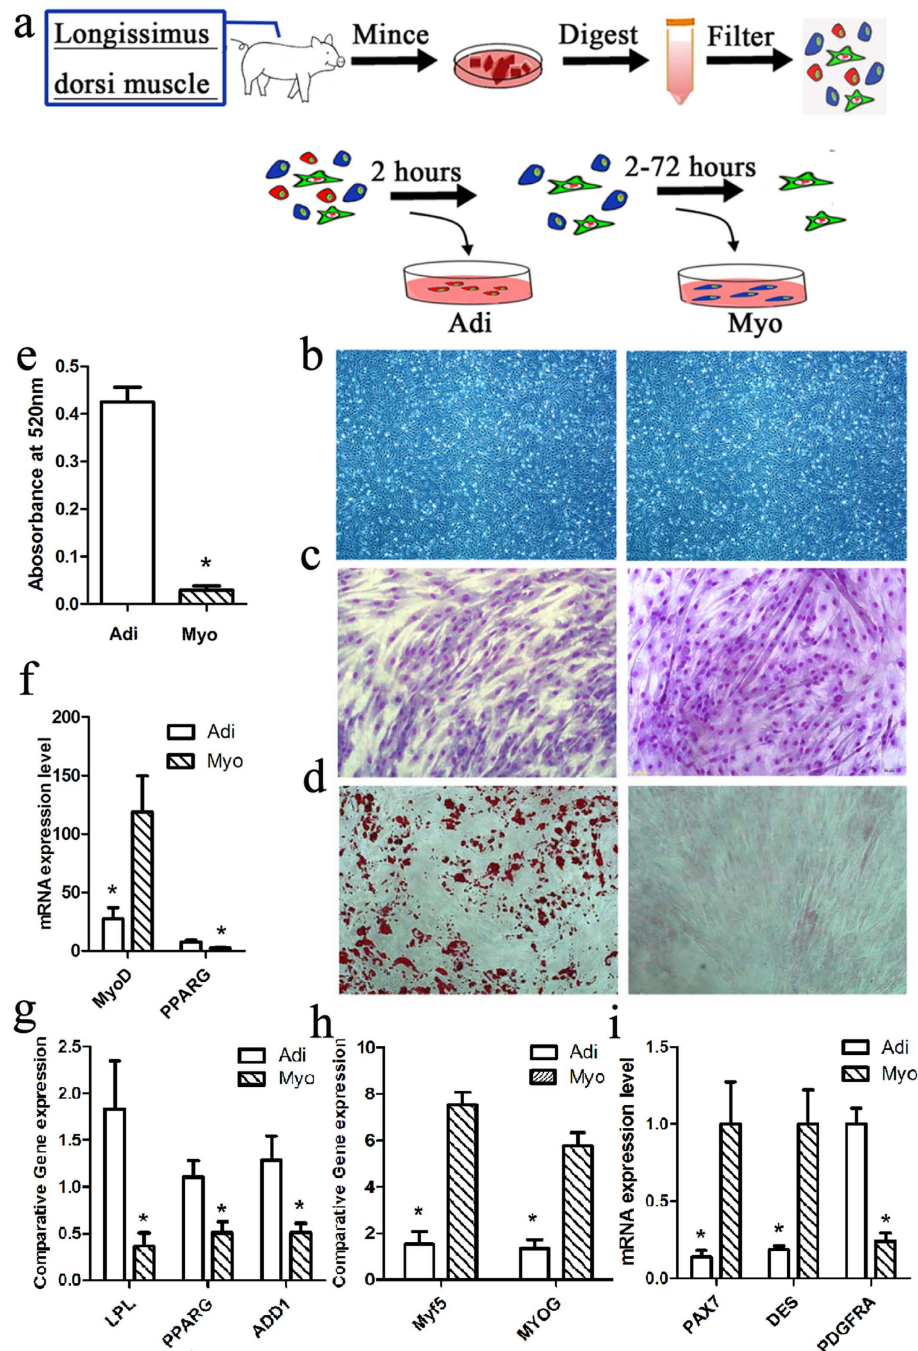 a
Longissimus
dorsi muscle
Mince
Digest
Filter
2 hours
2-72 hours
Adi
Myo
e
Abosorbance at 520nm
0.5
0.4
0.3
0.2
0.1
0.0
*
Adi
Myo
b
c
d
f
mRNA expression level
200
150
100
50
0
Adi
Myo
*
*
MyoD
PPARG
g
Comparative Gene expression
2.5
2.0
1.5
1.0
0.5
0.0
Adi
Myo
*
*
*
LPL
PPARG
ADD1
h
Comparative Gene expression
10
8
6
4
2
0
Adi
Myo
*
*
Myf5
MYOG
i
mRNA expression level
1.5
1.0
0.5
0.0
Adi
Myo
*
*
*
PAX7
DES
PDGFRA